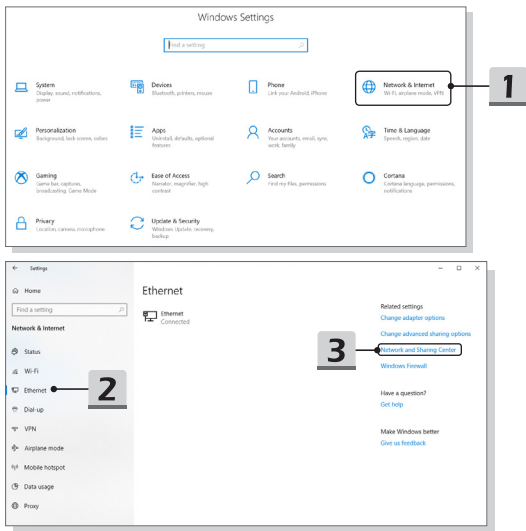 Windows Settings
Find a setting
System
Display, sound, notifications,
power
Devices
Bluetooth, printers, mouse
Phone
Link your Android, iPhone
Network & Internet
Wi-Fi, airplane mode, VPN
1
Personalization
Background, lock screen, colors
Apps
Uninstall, defaults, optional
features
Accounts
Your accounts, email, sync,
work, family
Time & Language
Speech, region, date
Gaming
Game bar, captures,
broadcasting, Game Mode
Ease of Access
Narrator, magnifier, high
contrast
Search
Find my files, permissions
Cortana
Cortana language, permissions,
notifications
Privacy
Location, camera, microphone
Update & Security
Windows Update, recovery,
backup
Settings
Home
Find a setting
Network & Internet
Status
Wi-Fi
Ethernet
2
Dial-up
VPN
Airplane mode
Mobile hotspot
Data usage
Proxy
Ethernet
Ethernet
Connected
Related settings
Change adapter options
Change advanced sharing options
3
Network and Sharing Center
Windows Firewall
Have a question?
Get help
Make Windows better
Give us feedback